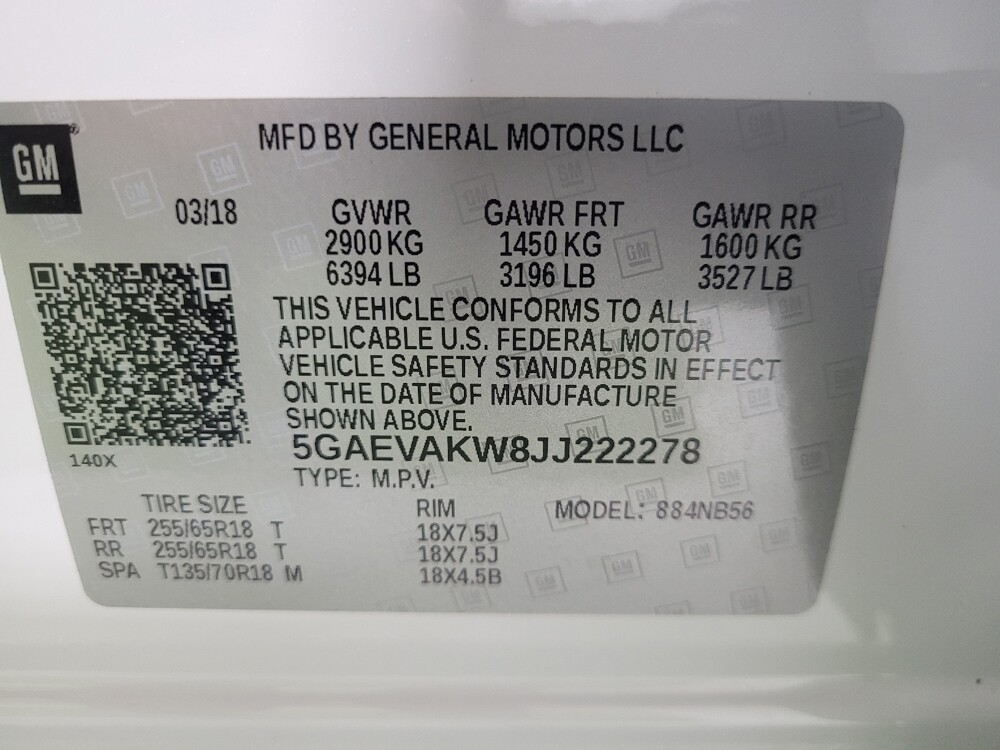 GM
MFD BY GENERAL MOTORS LLC
03/18 GVWR GAWR FRT GAWR RR
2900 KG 1450 KG 1600 KG
6394 LB 3196 LB 3527 LB
THIS VEHICLE CONFORMS TO ALL
APPLICABLE U.S. FEDERAL MOTOR
VEHICLE SAFETY STANDARDS IN EFFECT
ON THE DATE OF MANUFACTURE
SHOWN ABOVE.
5GAEVAKW8JJ222278
140X
TYPE: M.P.V.
TIRE SIZE RIM MODEL: 884NB56
FRT 255/65R18 T 18X7.5J
RR 255/65R18 T 18X7.5J
SPA T135/70R18 M 18X4.5B